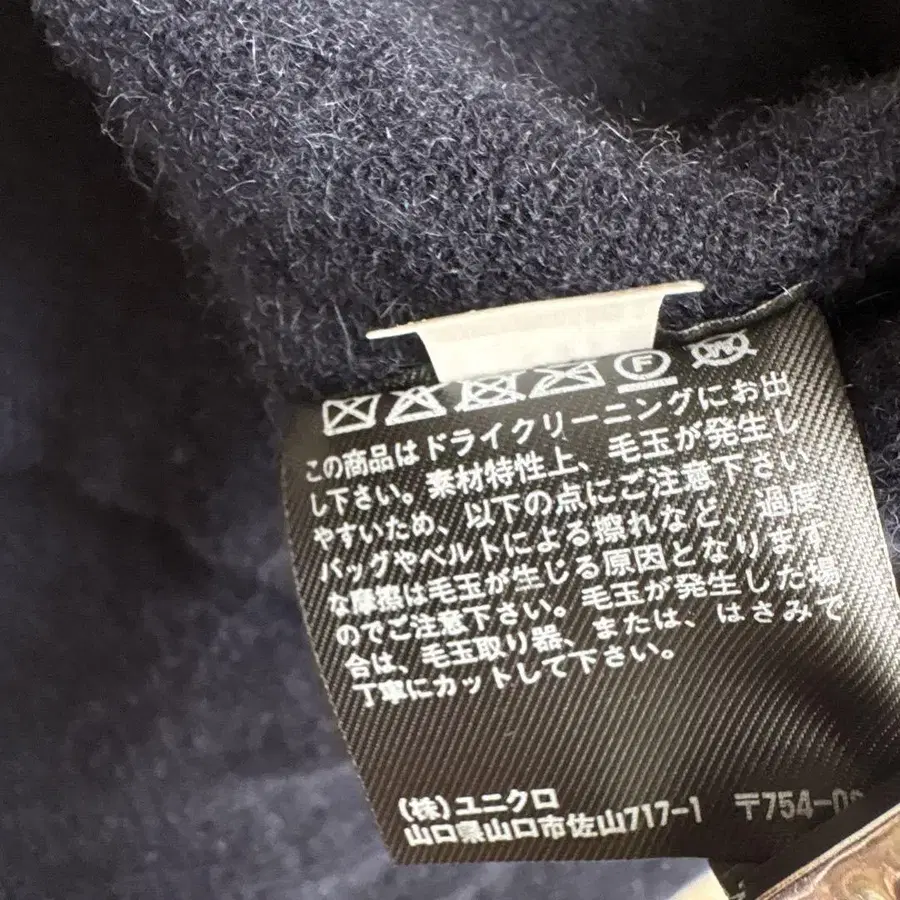 F
この商品はドライクリーニングにお出
し下さい。素材特性上、毛玉が発生し
やすいため、以下の点にご注意下さい。
バッグやベルトによる擦れなど、過度
な摩擦は毛玉が生じる原因となります
のでご注意下さい。毛玉が発生した場
合は、毛玉取り器、または、はさみで
丁寧にカットして下さい。
(株)ユニクロ
山口県山口市佐山717-1 〒754-0